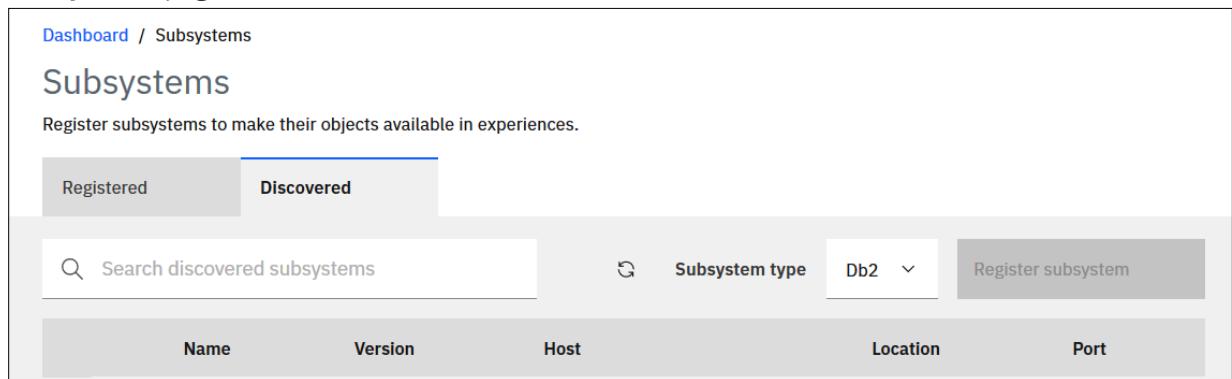 Dashboard / Subsystems
Subsystems
Register subsystems to make their objects available in experiences.
Registered Discovered
Search discovered subsystems Subsystem type Db2 Register subsystem
Name Version Host Location Port